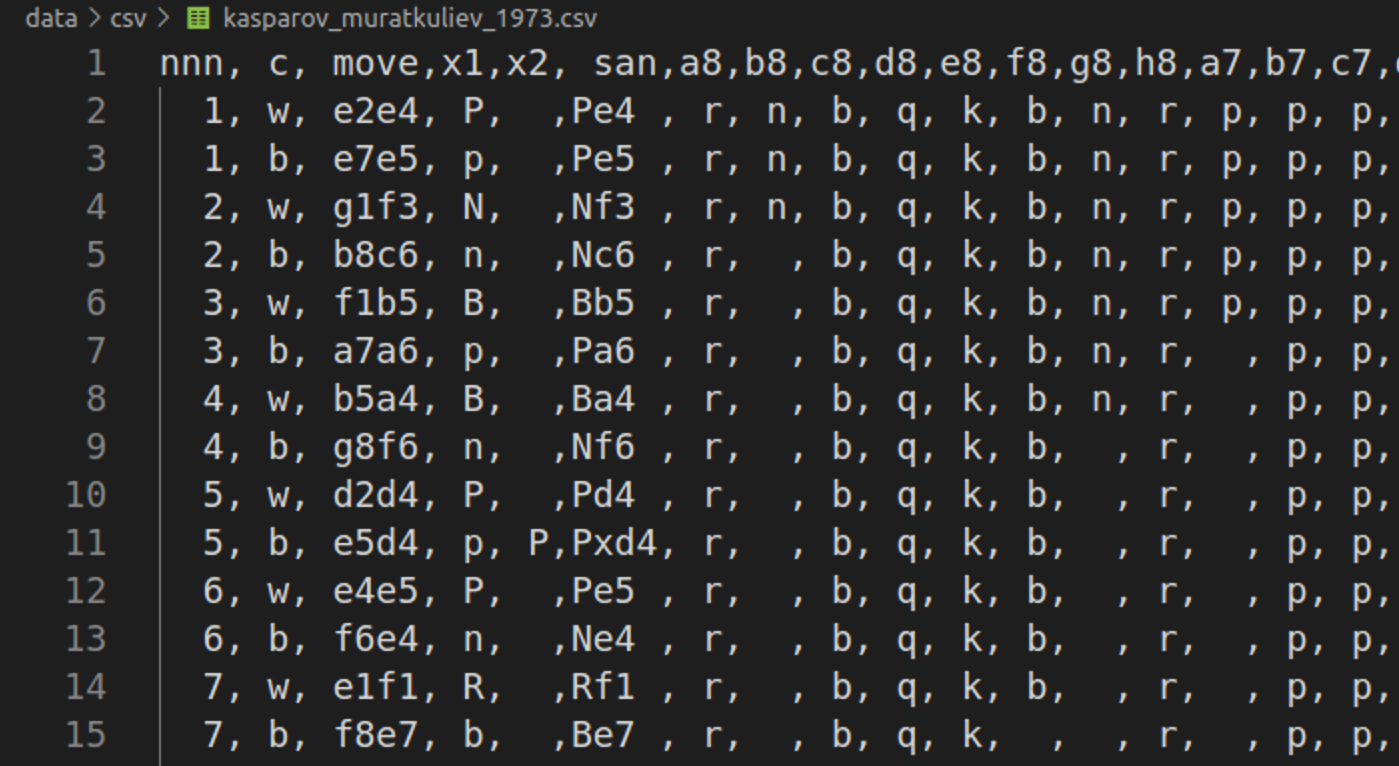 data > csv > kasparov_muratkuliev_1973.csv
1 nnn, c, move,x1,x2, san,a8,b8,c8,d8,e8,f8,g8,h8,a7,b7,c7,
2 1, w, e2e4, P, ,Pe4 , r, n, b, q, k, b, n, r, p, p, p,
3 1, b, e7e5, p, ,Pe5 , r, n, b, q, k, b, n, r, p, p, p,
4 2, w, g1f3, N, ,Nf3 , r, n, b, q, k, b, n, r, p, p, p,
5 2, b, b8c6, n, ,Nc6 , r, , b, q, k, b, n, r, p, p, p,
6 3, w, f1b5, B, ,Bb5 , r, , b, q, k, b, n, r, p, p, p,
7 3, b, a7a6, p, ,Pa6 , r, , b, q, k, b, n, r, , p, p,
8 4, w, b5a4, B, ,Ba4 , r, , b, q, k, b, n, r, , p, p,
9 4, b, g8f6, n, ,Nf6 , r, , b, q, k, b, , r, , p, p,
10 5, w, d2d4, P, ,Pd4 , r, , b, q, k, b, , r, , p, p,
11 5, b, e5d4, p, P,Pxd4, r, , b, q, k, b, , r, , p, p,
12 6, w, e4e5, P, ,Pe5 , r, , b, q, k, b, , r, , p, p,
13 6, b, f6e4, n, ,Ne4 , r, , b, q, k, b, , r, , p, p,
14 7, w, e1f1, R, ,Rf1 , r, , b, q, k, b, , r, , p, p,
15 7, b, f8e7, b, ,Be7 , r, , b, q, k, , , r, , p, p,